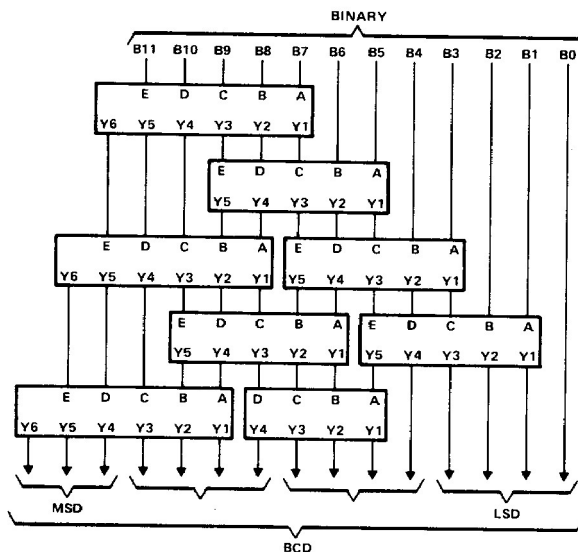 BINARY
B11 B10 B9 B8 B7 B6 B5 B4 B3 B2 B1 B0
E D C B A
Y6 Y5 Y4 Y3 Y2 Y1
E D C B A
Y5 Y4 Y3 Y2 Y1
E D C B A E D C B A
Y6 Y5 Y4 Y3 Y2 Y1 Y5 Y4 Y3 Y2 Y1
E D C B A E D C B A
Y5 Y4 Y3 Y2 Y1 Y5 Y4 Y3 Y2 Y1
E D C B A D C B A
Y6 Y5 Y4 Y3 Y2 Y1 Y4 Y3 Y2 Y1
MSD LSD
BCD